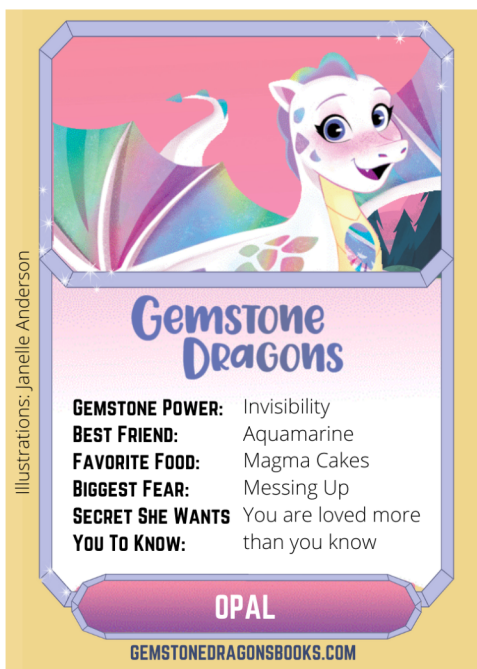 Illustrations: Janelle Anderson
Gemstone
Dragons
Gemstone Power: Invisibility
Best Friend: Aquamarine
Favorite Food: Magma Cakes
Biggest Fear: Messing Up
Secret She Wants You are loved more
You To Know: than you know
OPAL
GEMSTONEDRAGONSBOOKS.COM